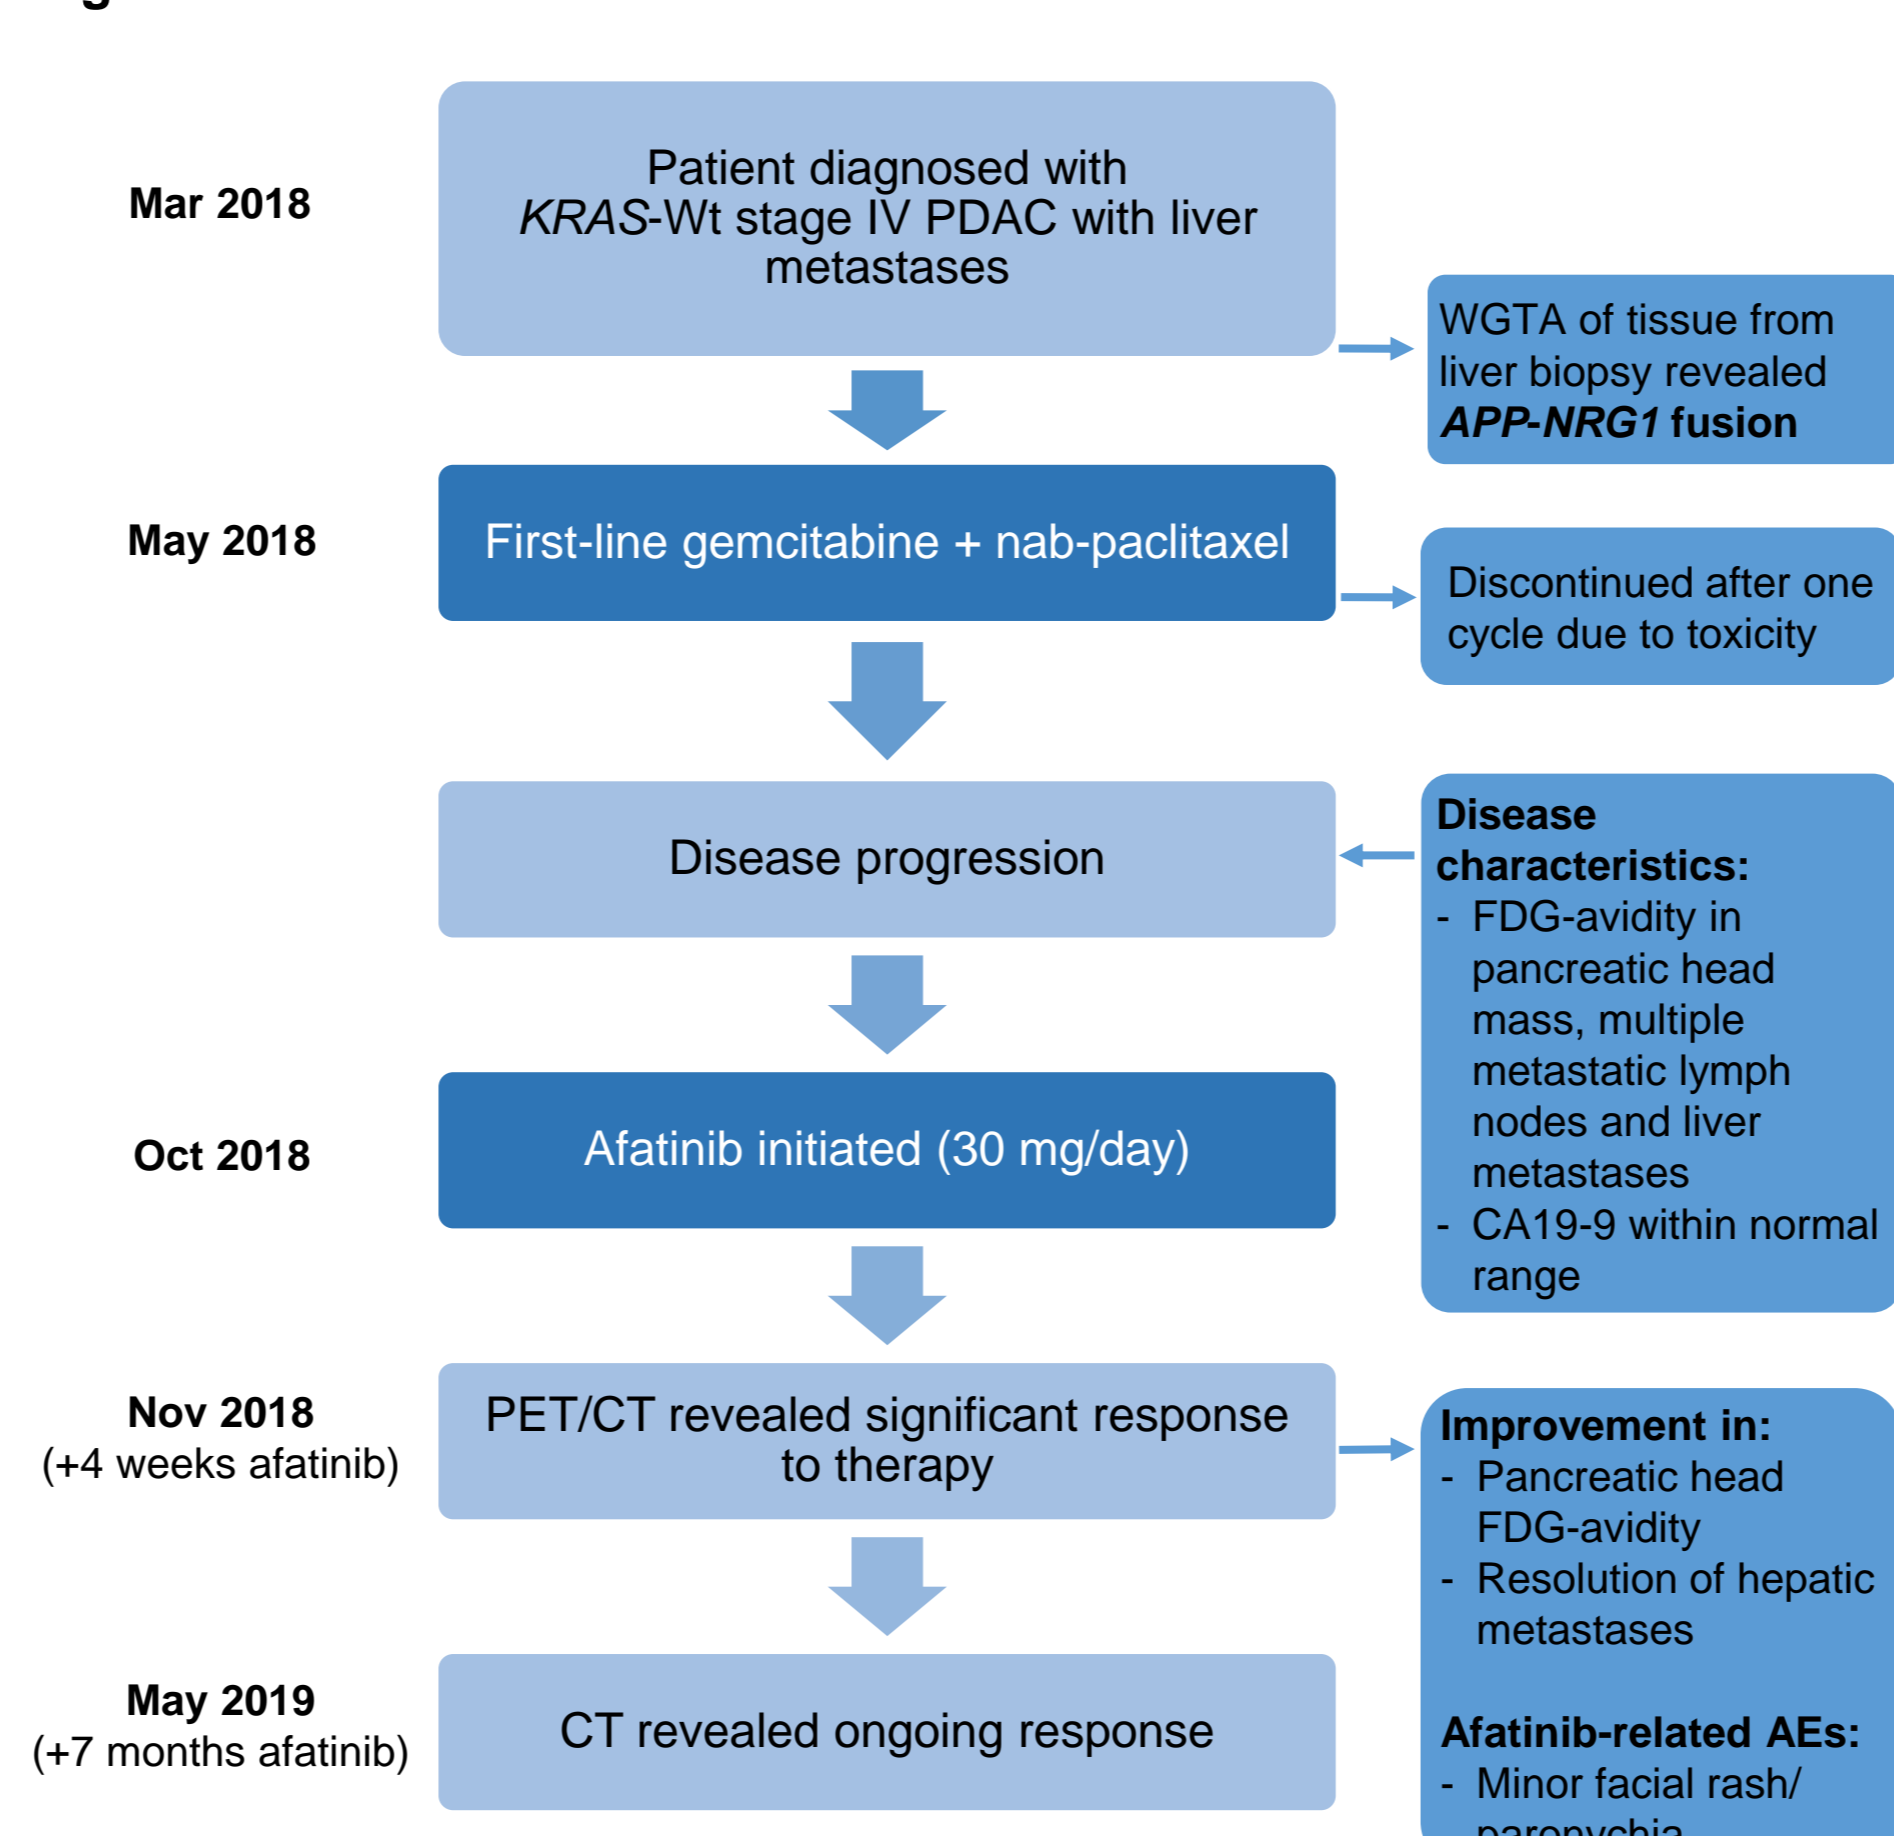 Mar 2018
Patient diagnosed with
KRAS-Wt stage IV PDAC with liver
metastases
WGTA of tissue from
liver biopsy revealed
APP-NRG1 fusion
May 2018
First-line gemcitabine + nab-paclitaxel
Discontinued after one
cycle due to toxicity
Disease progression
Disease
characteristics:
- FDG-avidity in
pancreatic head
mass, multiple
metastatic lymph
nodes and liver
metastases
- CA19-9 within normal
range
Oct 2018
Afatinib initiated (30 mg/day)
Nov 2018
(+4 weeks afatinib)
PET/CT revealed significant response
to therapy
Improvement in:
- Pancreatic head
FDG-avidity
- Resolution of hepatic
metastases
Afatinib-related AEs:
- Minor facial rash/
paronychia
May 2019
(+7 months afatinib)
CT revealed ongoing response